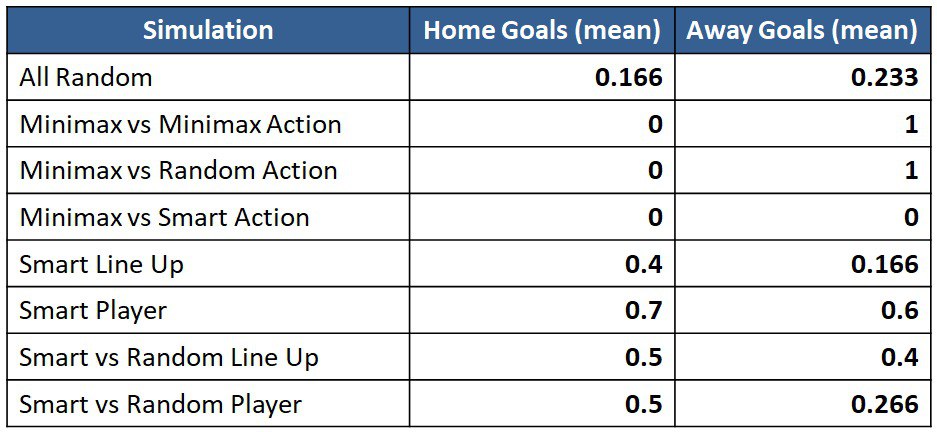 Simulation Home Goals (mean) Away Goals (mean)
All Random 0.166 0.233
Minimax vs Minimax Action 0 1
Minimax vs Random Action 0 1
Minimax vs Smart Action 0 0
Smart Line Up 0.4 0.166
Smart Player 0.7 0.6
Smart vs Random Line Up 0.5 0.4
Smart vs Random Player 0.5 0.266